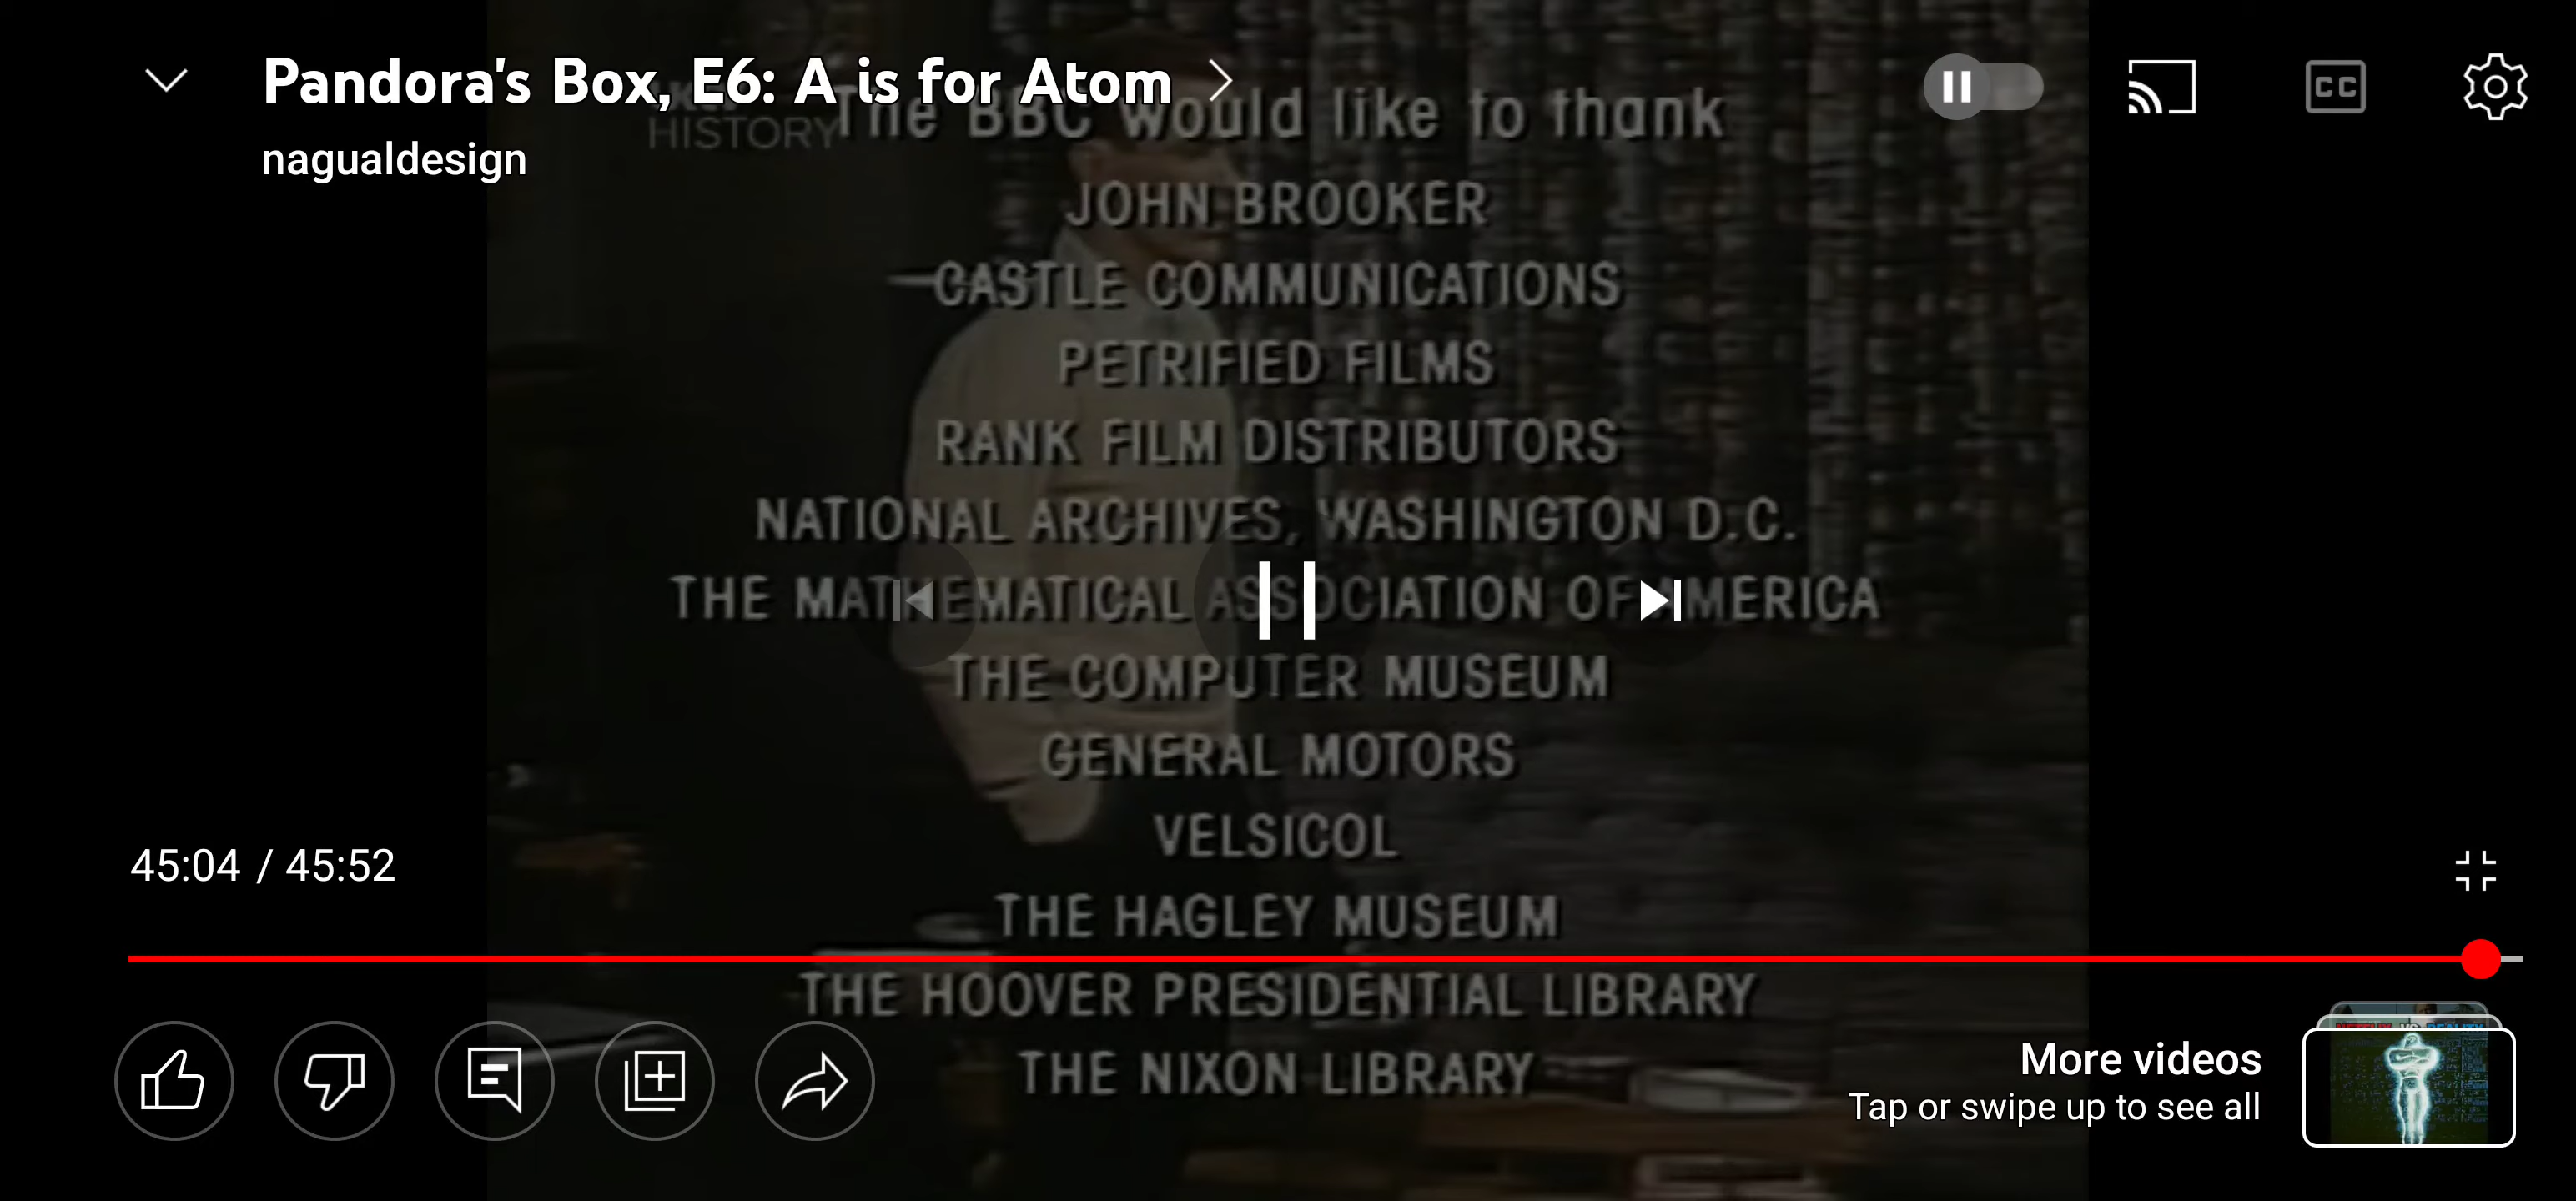 Pandora's Box, E6: A is for Atom
nagualdesign
HISTORY
The BBC would like to thank
JOHN BROOKER
CASTLE COMMUNICATIONS
PETRIFIED FILMS
RANK FILM DISTRIBUTORS
NATIONAL ARCHIVES, WASHINGTON D.C.
THE MATHEMATICAL ASSOCIATION OF AMERICA
THE COMPUTER MUSEUM
GENERAL MOTORS
VELSICOL
THE HAGLEY MUSEUM
THE HOOVER PRESIDENTIAL LIBRARY
THE NIXON LIBRARY
CC
45:04 / 45:52
More videos
Tap or swipe up to see all